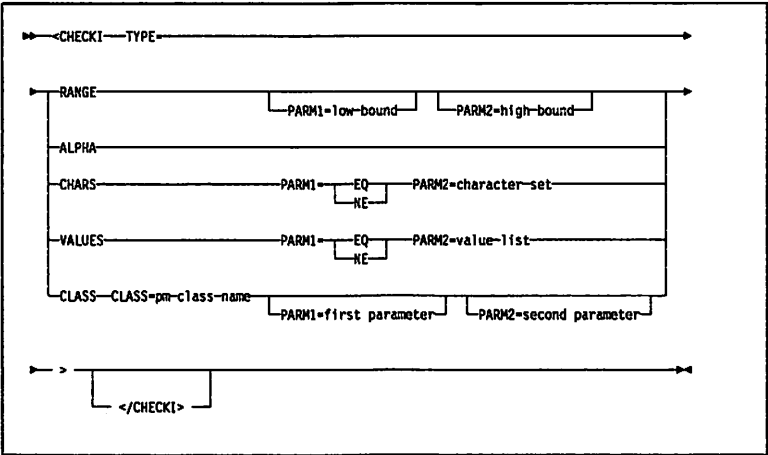 <CHECKI TYPE=
RANGE
PARM1=low-bound PARM2=high-bound
ALPHA
CHARS PARM1= EQ PARM2=character set
NE
VALUES PARM1= EQ PARM2=value-list
NE
CLASS CLASS=pm-class-name
PARM1=first parameter PARM2=second parameter
>
</CHECKI>